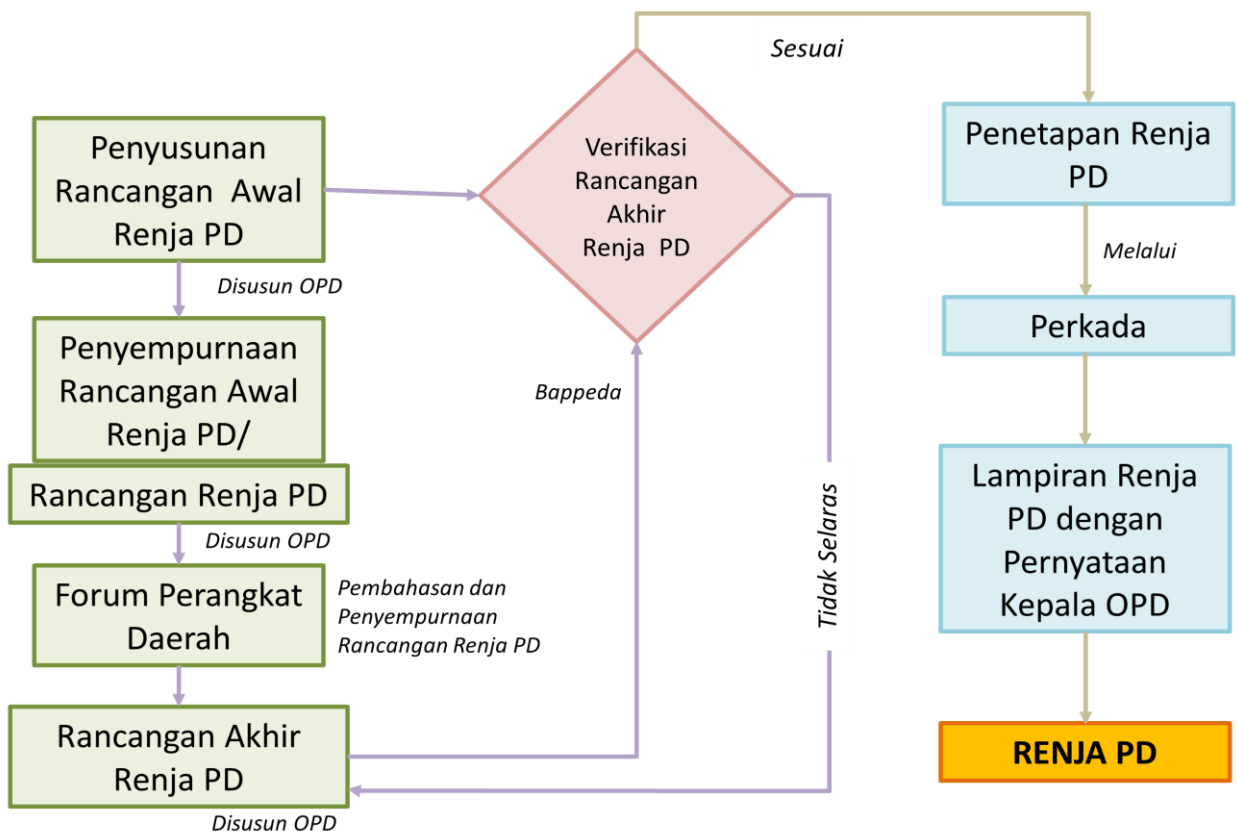 Penyusunan
Rancangan Awal
Renja PD
Disusun OPD
Penyempurnaan
Rancangan Awal
Renja PD/
Rancangan Renja PD
Disusun OPD
Forum Perangkat
Daerah
Pembahasan dan
Penyempurnaan
Rancangan Renja PD
Rancangan Akhir
Renja PD
Disusun OPD
Verifikasi
Rancangan
Akhir
Renja PD
Bappeda
Tidak Selaras
Sesuai
Penetapan Renja
PD
Melalui
Perkada
Lampiran Renja
PD dengan
Pernyataan
Kepala OPD
RENJA PD